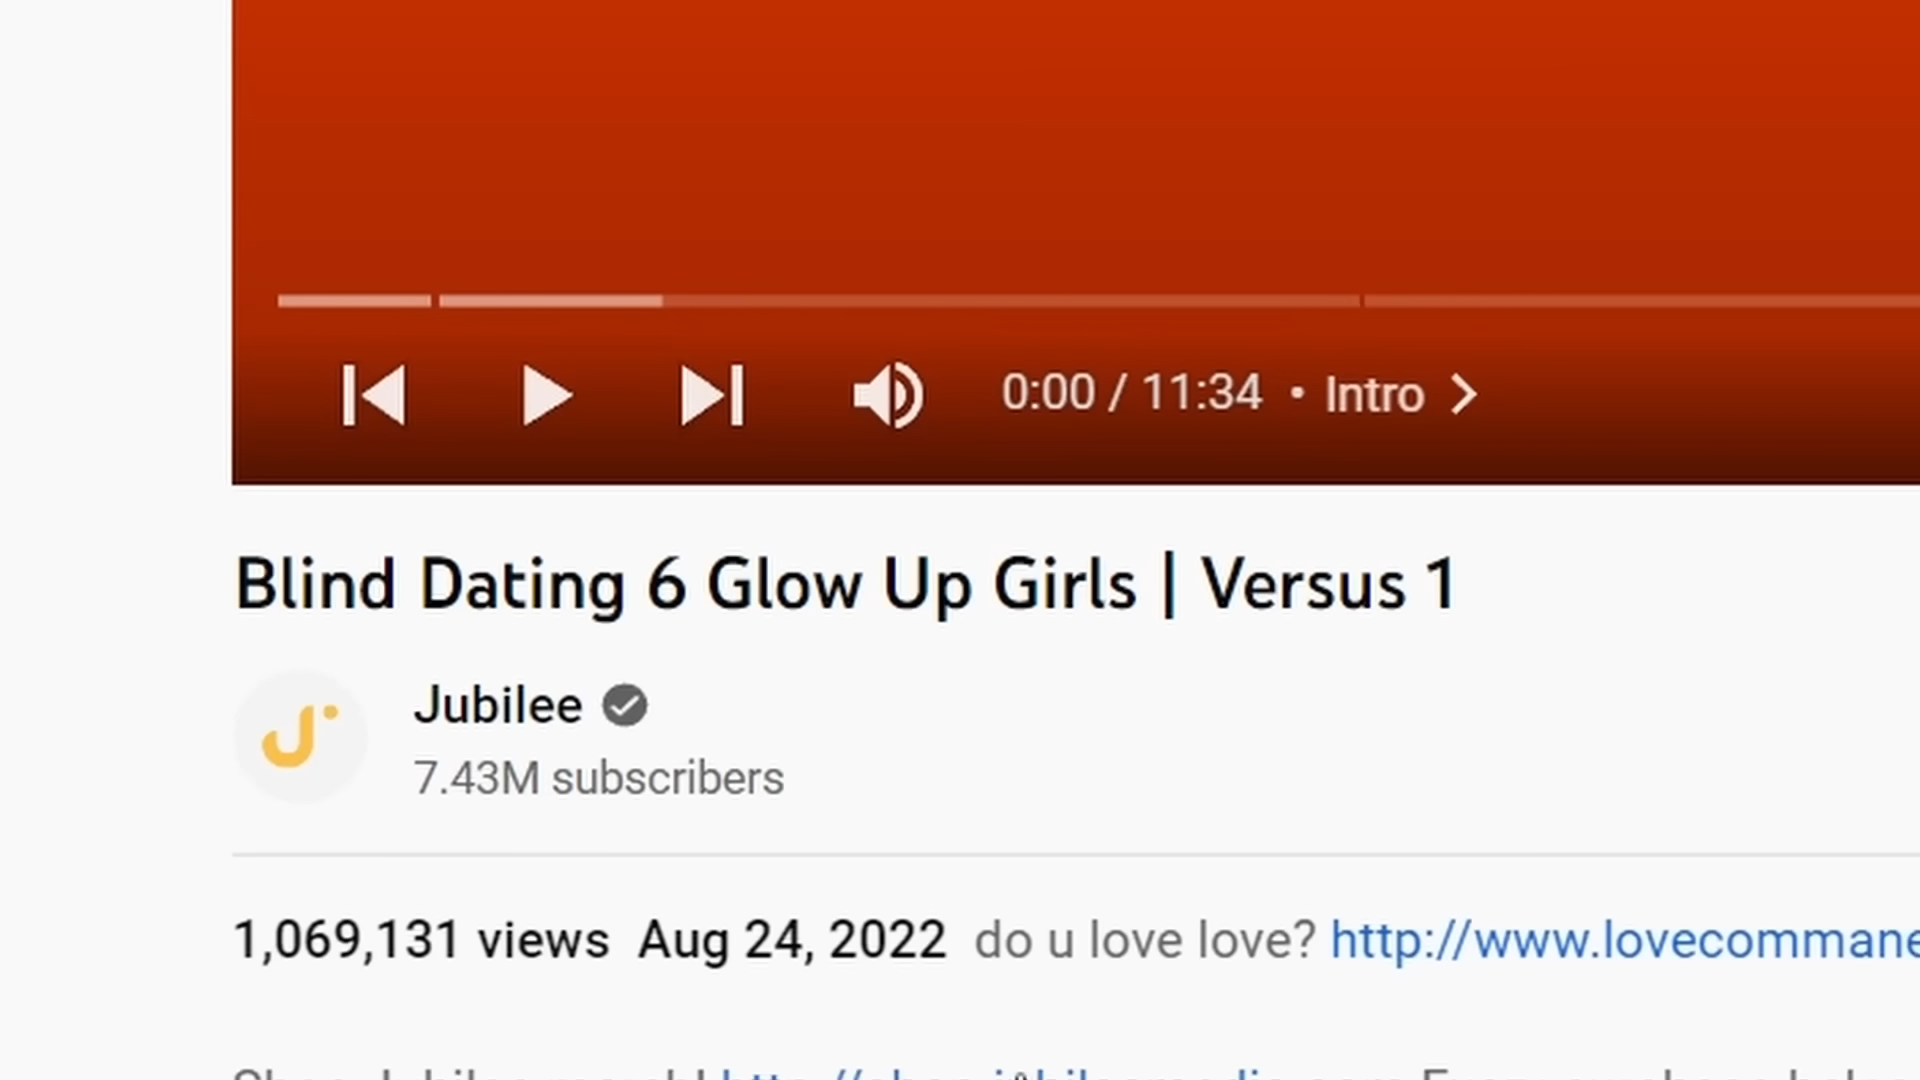 0:00 / 11:34 • Intro
Blind Dating 6 Glow Up Girls | Versus 1
Jubilee
7.43M subscribers
1,069,131 views Aug 24, 2022 do u love love? http://www.lovecommane